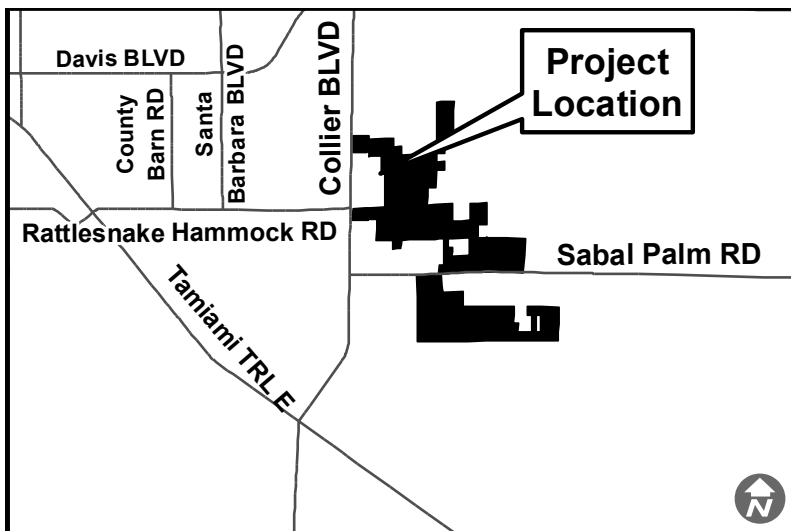 Davis BLVD
County
Barn RD
Santa
Barbara BLVD
Collier BLVD
Project
Location
Rattlesnake Hammock RD
Sabal Palm RD
Tamiami TRL E
N